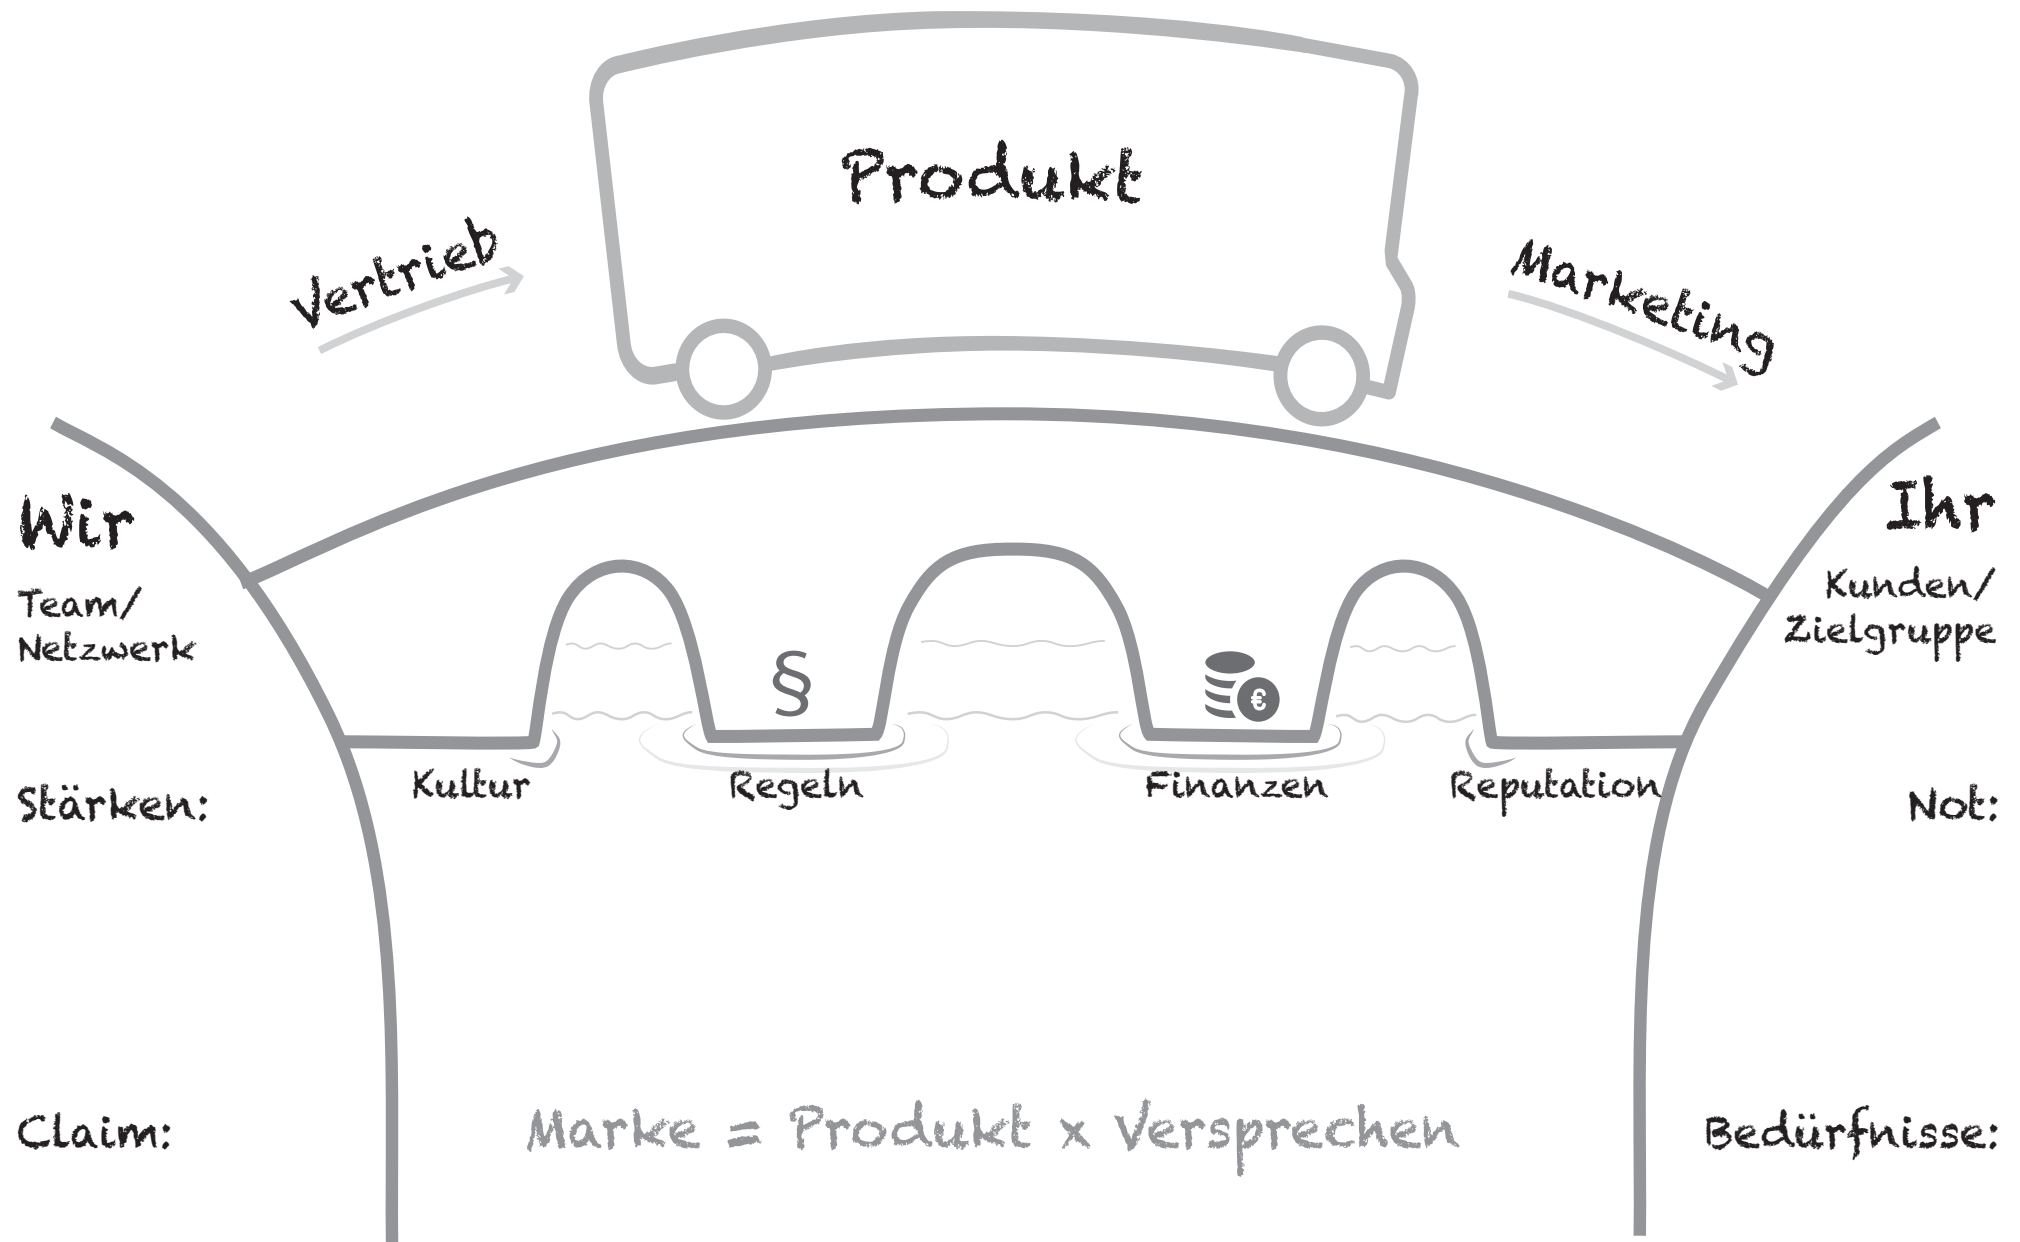 Produkt
Vertrieb
Marketing
Wir
Team/
Netzwerk
Ihr
Kunden/
Zielgruppe
§
€
Kultur
Regeln
Finanzen
Reputation
Stärken:
Not:
Claim:
Marke = Produkt x Versprechen
Bedürfnisse: